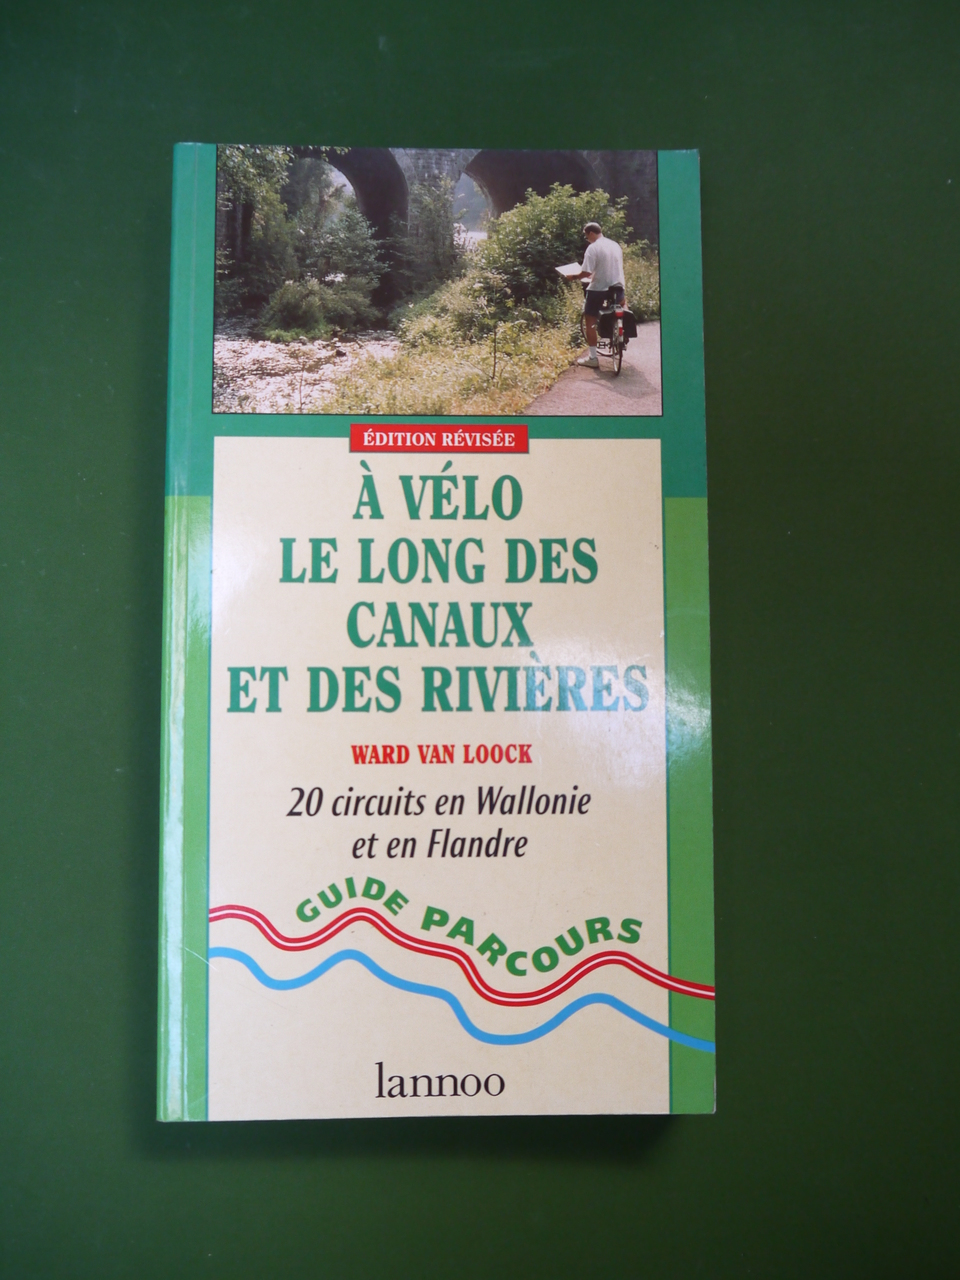 ÉDITION RÉVISÉE
À VÉLO
LE LONG DES
CANAUX
ET DES RIVIÈRES
WARD VAN LOOCK
20 circuits en Wallonie
et en Flandre
GUIDE PARCOURS
lannoo